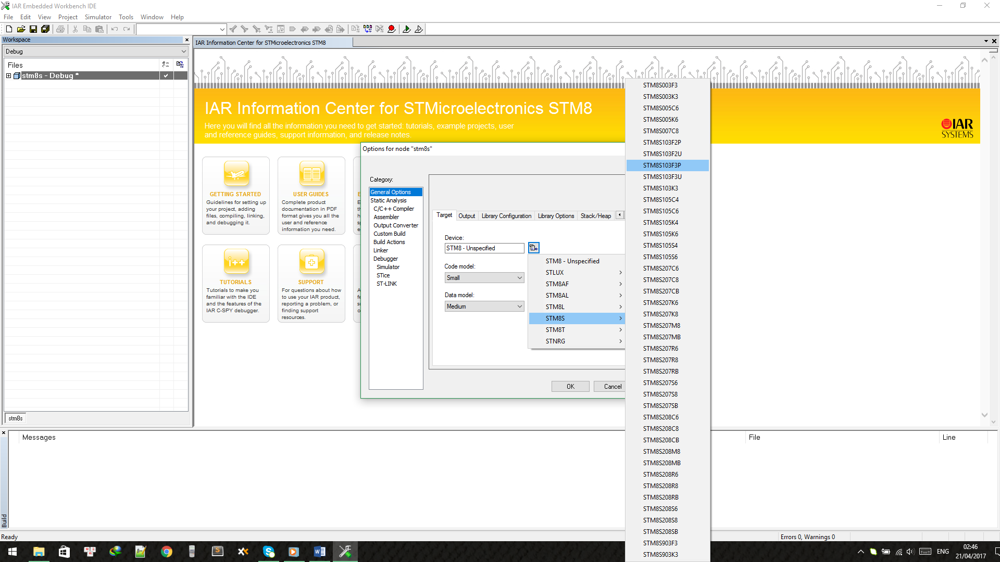 IAR Embedded Workbench IDE
File Edit View Project Simulator Tools Window Help
Workspace
IAR Information Center for STMicroelectronics STM8
Debug
Files
stm8s - Debug *
IAR Information Center for STMicroelectronics STM8
Here you will find all the information you need to get started: tutorials, example projects, user
and reference guides, support information, and release notes.
IAR
SYSTEMS
GETTING STARTED
Guidelines for setting up
your project, adding
files, compiling, linking,
and debugging it.
USER GUIDES
Complete product
documentation in PDF
format gives you all the
user and reference
information you need.
i++
TUTORIALS
Tutorials to make you
familiar with the IDE
and the features of the
IAR C-SPY debugger.
SUPPORT
For questions about how
to use your IAR product,
reporting a problem, or
finding support
resources.
Options for node "stm8s"
Category:
General Options
Static Analysis
C/C++ Compiler
Assembler
Output Converter
Custom Build
Build Actions
Linker
Debugger
Simulator
STice
ST-LINK
Target Output Library Configuration Library Options Stack/Heap
Device:
STM8 - Unspecified
Code model:
Small
Data model:
Medium
STM8 - Unspecified
STLUX
STM8AF
STM8AL
STM8L
STM8S
STM8T
STNRG
OK Cancel
STM8S003F3
STM8S003K3
STM8S005C6
STM8S005K6
STM8S007C8
STM8S103F2P
STM8S103F2U
STM8S103F3P
STM8S103F3U
STM8S103K3
STM8S105C4
STM8S105C6
STM8S105K4
STM8S105K6
STM8S105S4
STM8S105S6
STM8S207C6
STM8S207C8
STM8S207CB
STM8S207K6
STM8S207K8
STM8S207M8
STM8S207MB
STM8S207R6
STM8S207R8
STM8S207RB
STM8S207S6
STM8S207S8
STM8S207SB
STM8S208C6
STM8S208C8
STM8S208CB
STM8S208M8
STM8S208MB
STM8S208R6
STM8S208R8
STM8S208RB
STM8S208S6
STM8S208S8
STM8S208SB
STM8S903F3
STM8S903K3
stm8s
Messages File Line
Build
Ready
Errors 0, Warnings 0
ENG
02:46
21/04/2017